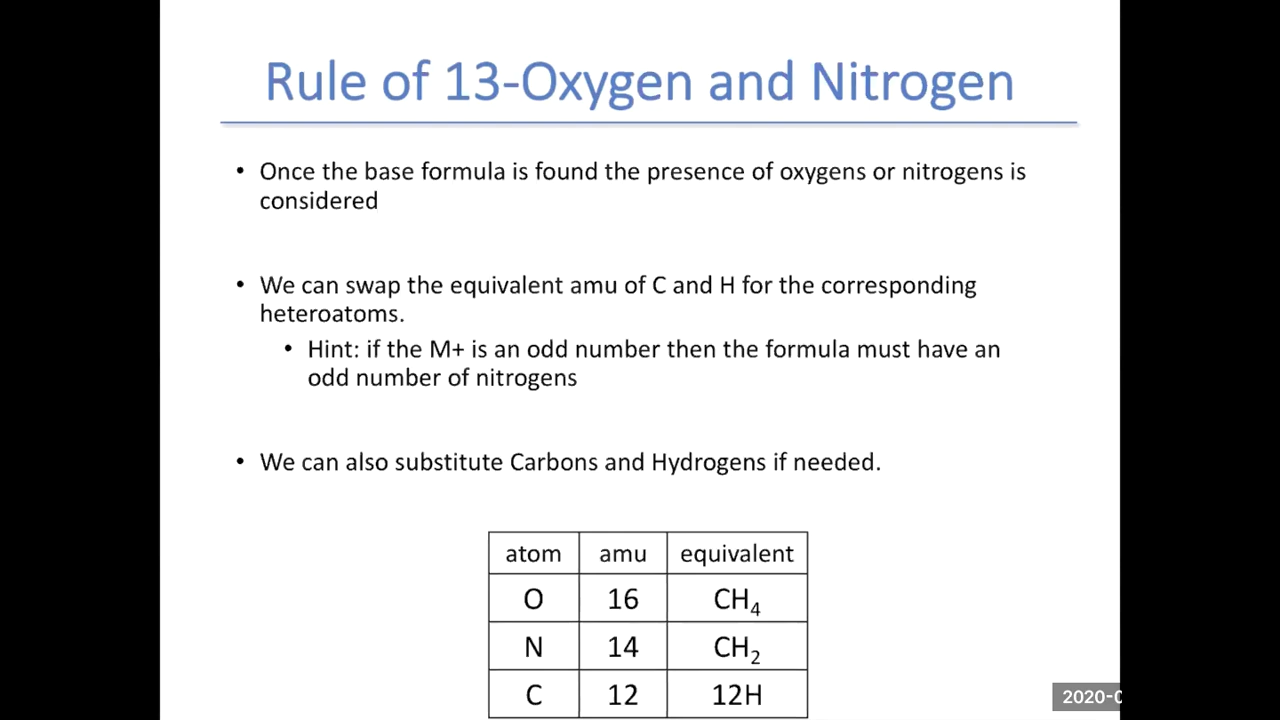 Rule of 13-Oxygen and Nitrogen
• Once the base formula is found the presence of oxygens or nitrogens is
considered
• We can swap the equivalent amu of C and H for the corresponding
heteroatoms.
• Hint: if the M+ is an odd number then the formula must have an
odd number of nitrogens
• We can also substitute Carbons and Hydrogens if needed.
atom amu equivalent
O 16 CH₄
N 14 CH₂
C 12 12H
2020-0